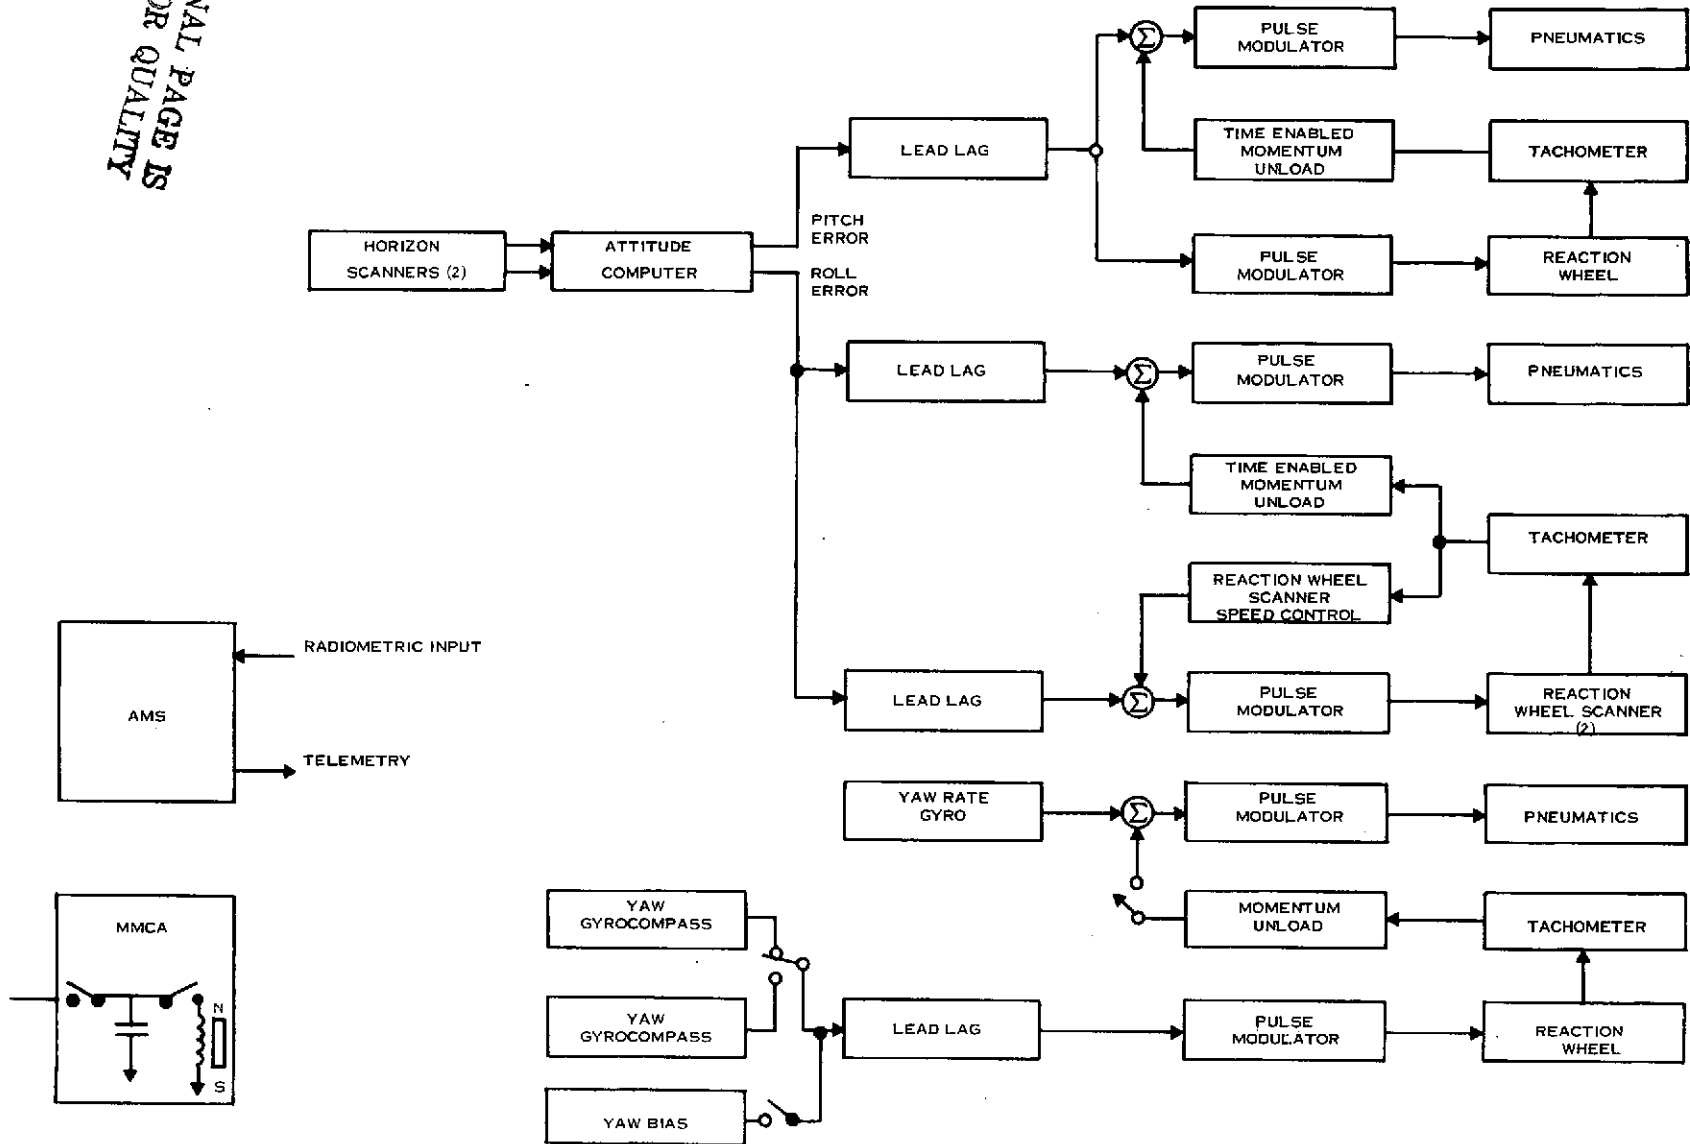 NAL PAGE IS
OR QUALITY
PULSE
MODULATOR
PNEUMATICS
Σ
LEAD LAG
TIME ENABLED
MOMENTUM
UNLOAD
TACHOMETER
PITCH
ERROR
HORIZON
SCANNERS (2)
ATTITUDE
COMPUTER
ROLL
ERROR
PULSE
MODULATOR
REACTION
WHEEL
LEAD LAG
Σ
PULSE
MODULATOR
PNEUMATICS
TIME ENABLED
MOMENTUM
UNLOAD
TACHOMETER
REACTION WHEEL
SCANNER
SPEED CONTROL
RADIOMETRIC INPUT
AMS
TELEMETRY
LEAD LAG
Σ
PULSE
MODULATOR
REACTION
WHEEL SCANNER
(2)
YAW RATE
GYRO
Σ
PULSE
MODULATOR
PNEUMATICS
YAW
GYROCOMPASS
MOMENTUM
UNLOAD
TACHOMETER
MMCA
N
S
YAW
GYROCOMPASS
LEAD LAG
PULSE
MODULATOR
REACTION
WHEEL
YAW BIAS